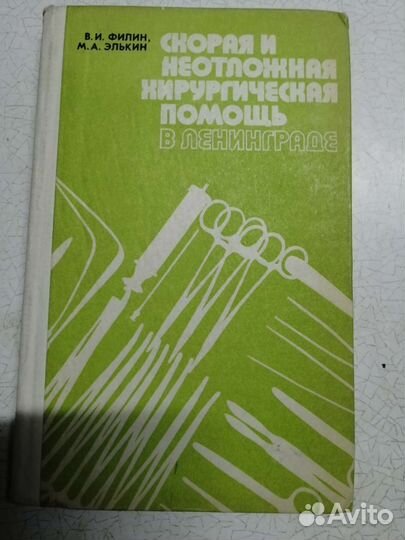 В. И. ФИЛИН,
М. А. ЭЛЬКИН
СКОРАЯ И
НЕОТЛОЖНАЯ
ХИРУРГИЧЕСКАЯ
ПОМОЩЬ
В ЛЕНИНГРАДЕ
Avito